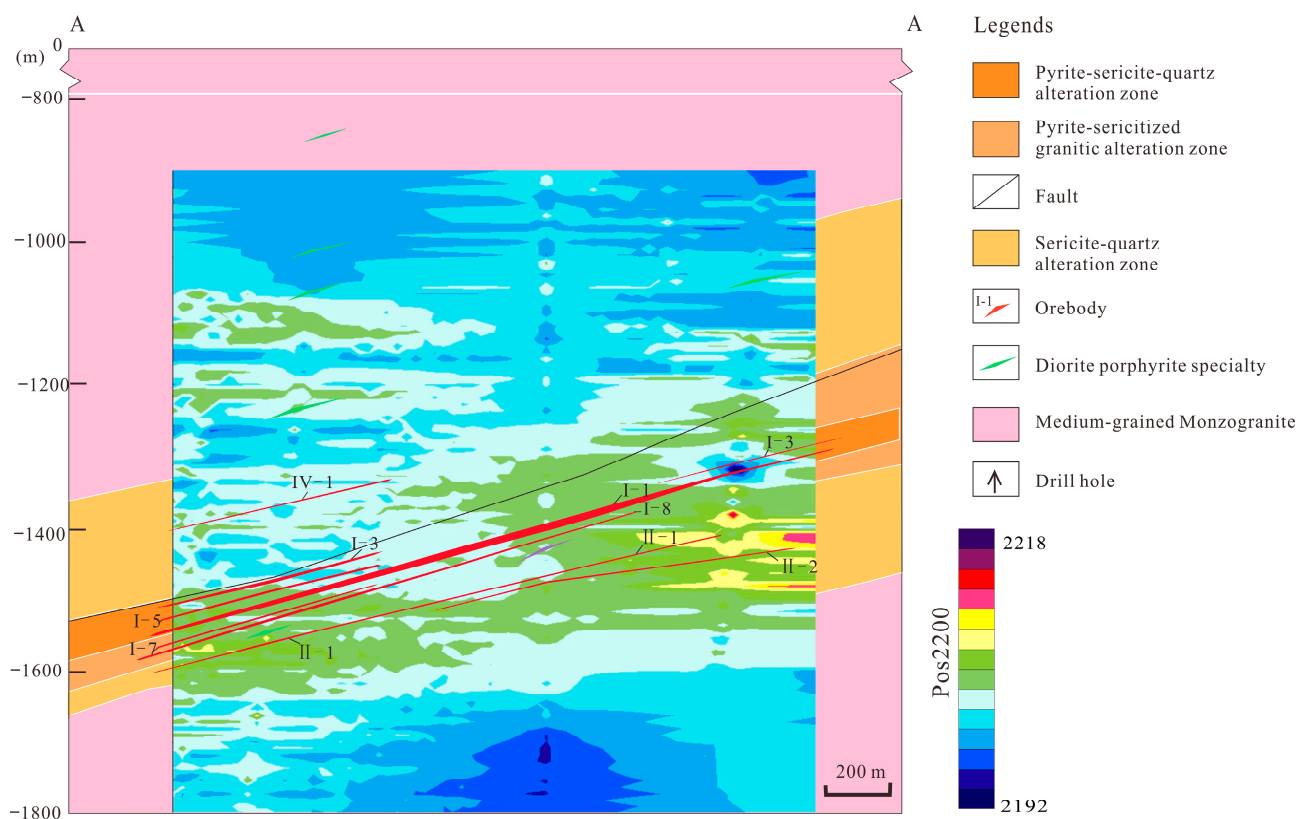 A
A
0
(m)
−800
−1000
−1200
−1400
−1600
−1800
IV−1
I−3
I−3
I−1
I−8
II−1
II−2
I−5
I−7
II−1
200 m
Legends
Pyrite-sericite-quartz
alteration zone
Pyrite-sericitized
granitic alteration zone
Fault
Sericite-quartz
alteration zone
I-1
Orebody
Diorite porphyrite specialty
Medium-grained Monzogranite
Drill hole
2218
Pos2200
2192